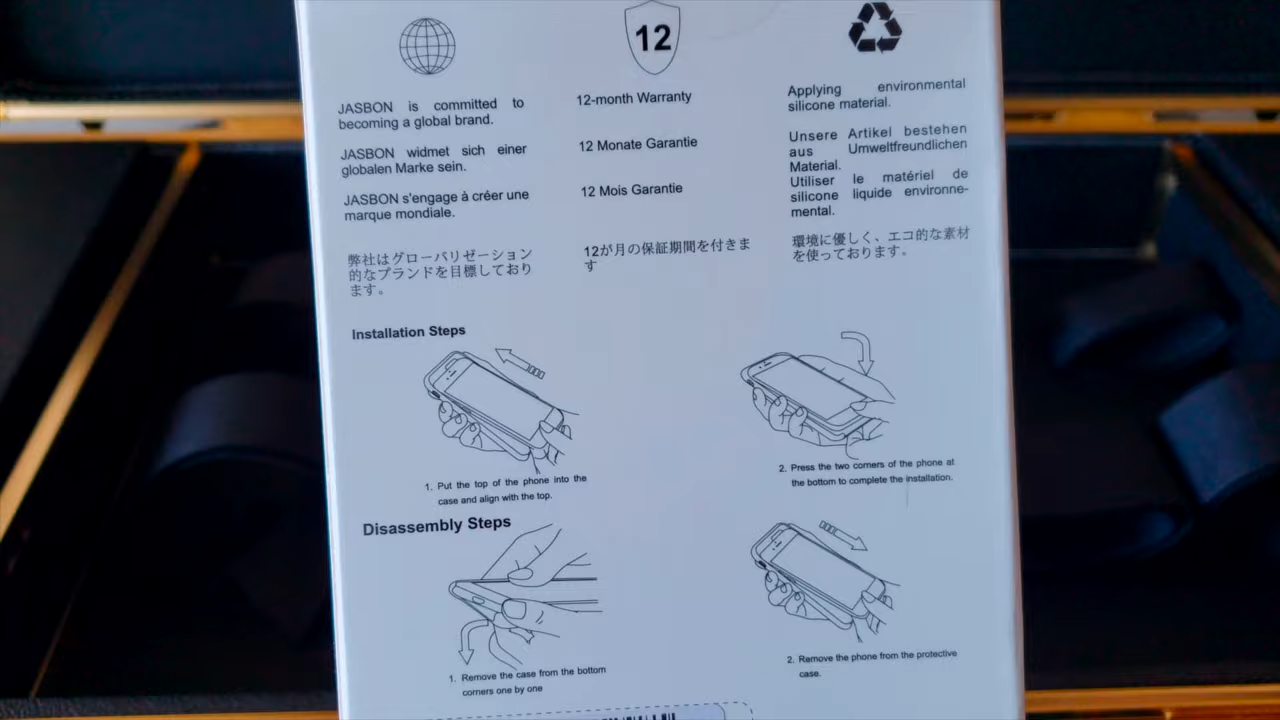 12
JASBON is committed to
becoming a global brand.
JASBON widmet sich einer
globalen Marke sein.
JASBON s'engage à créer une
marque mondiale.
弊社はグローバリゼーション
的なブランドを目標しており
ます。
12-month Warranty
12 Monate Garantie
12 Mois Garantie
12が月の保証期間を付きま
す
Applying environmental
silicone material.
Unsere Artikel bestehen
aus Umweltfreundlichen
Material.
Utiliser le matériel de
silicone liquide environne-
mental.
環境に優しく、エコ的な素材
を使っております。
Installation Steps
1. Put the top of the phone into the
case and align with the top.
2. Press the two corners of the phone at
the bottom to complete the installation.
Disassembly Steps
1. Remove the case from the bottom
corners one by one
2. Remove the phone from the protective
case.